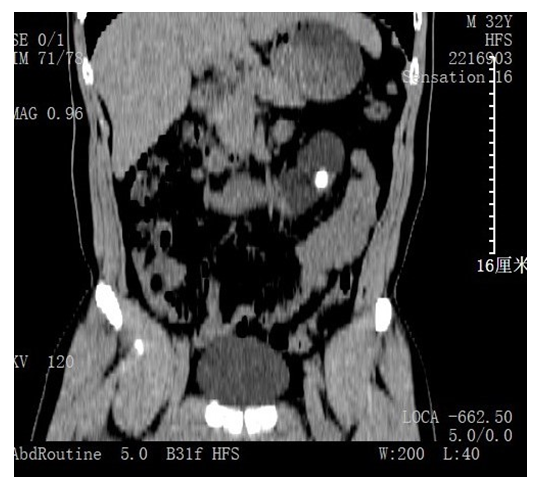 M 32Y
SE 0/1
HFS
IM 71/78
2216903
Sensation 16
MAG 0.96
16厘米
KV 120
LOCA -662.50
5.0/0.0
AbdRoutine 5.0 B31f HFS
W:200 L:40